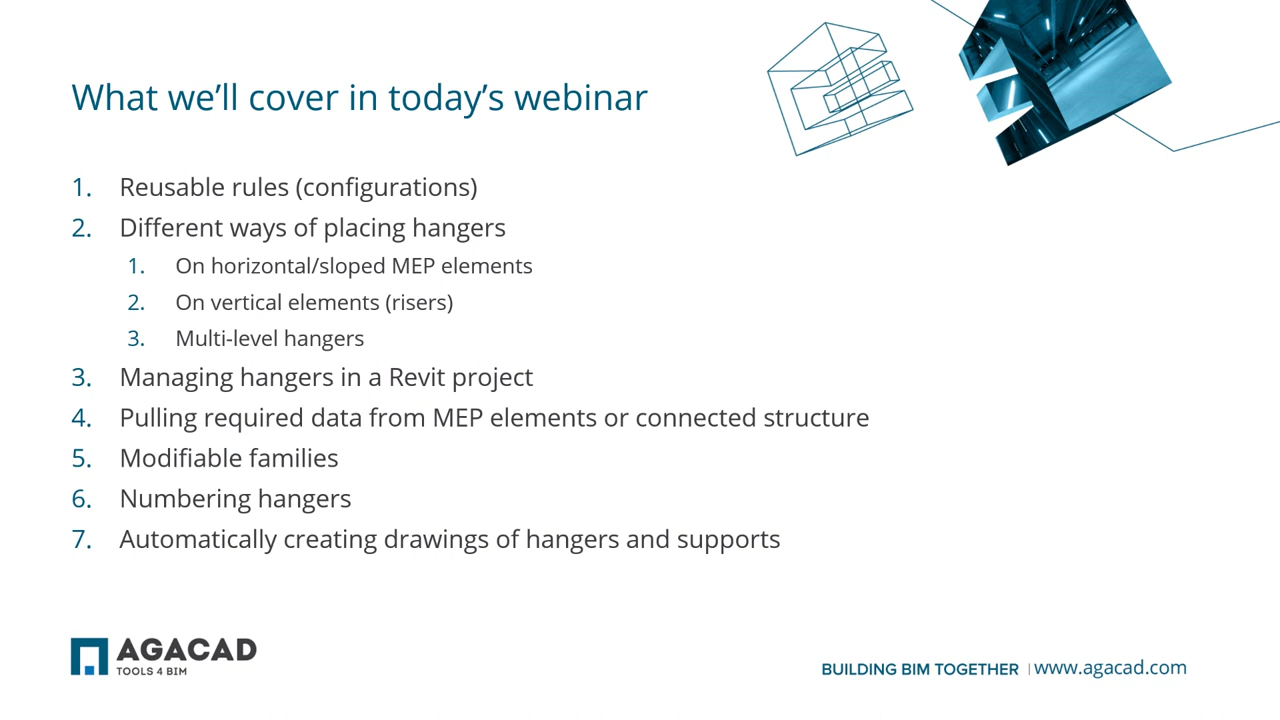 What we’ll cover in today’s webinar
1. Reusable rules (configurations)
2. Different ways of placing hangers
1. On horizontal/sloped MEP elements
2. On vertical elements (risers)
3. Multi-level hangers
3. Managing hangers in a Revit project
4. Pulling required data from MEP elements or connected structure
5. Modifiable families
6. Numbering hangers
7. Automatically creating drawings of hangers and supports
AGACAD
TOOLS 4 BIM
BUILDING BIM TOGETHER | www.agacad.com